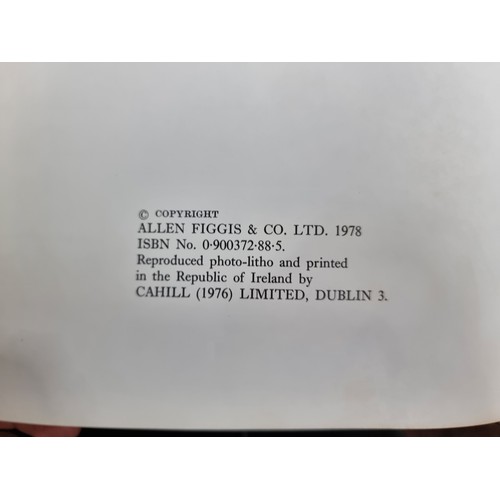 © COPYRIGHT
ALLEN FIGGIS & CO. LTD. 1978
ISBN No. 0·900372·88·5.
Reproduced photo-litho and printed
in the Republic of Ireland by
CAHILL (1976) LIMITED, DUBLIN 3.